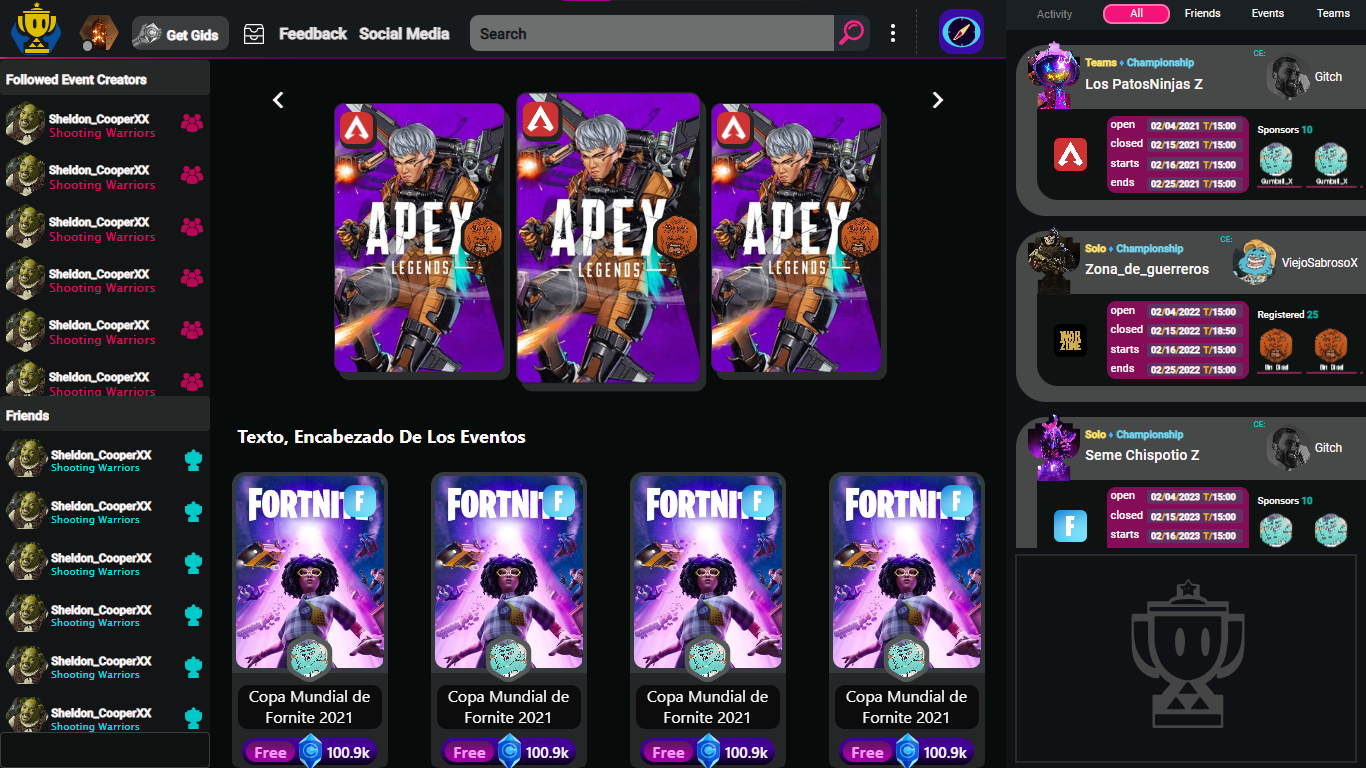 Get Gids
Feedback
Social Media
Search
Activity
All
Friends
Events
Teams
Followed Event Creators
Sheldon_CooperXX
Shooting Warriors
Sheldon_CooperXX
Shooting Warriors
Sheldon_CooperXX
Shooting Warriors
Sheldon_CooperXX
Shooting Warriors
Sheldon_CooperXX
Shooting Warriors
Sheldon_CooperXX
Shooting Warriors
Friends
Sheldon_CooperXX
Shooting Warriors
Sheldon_CooperXX
Shooting Warriors
Sheldon_CooperXX
Shooting Warriors
Sheldon_CooperXX
Shooting Warriors
Sheldon_CooperXX
Shooting Warriors
Sheldon_CooperXX
Shooting Warriors
APEX
LEGENDS
APEX
LEGENDS
APEX
LEGENDS
Texto, Encabezado De Los Eventos
FORTNITE
F
Copa Mundial de
Fornite 2021
Free
100.9k
FORTNITE
F
Copa Mundial de
Fornite 2021
Free
100.9k
FORTNITE
F
Copa Mundial de
Fornite 2021
Free
100.9k
FORTNITE
F
Copa Mundial de
Fornite 2021
Free
100.9k
Teams ♦ Championship
Los PatosNinjas Z
CE:
Gitch
open 02/04/2021 T/15:00
closed 02/15/2021 T/15:00
starts 02/16/2021 T/15:00
ends 02/25/2021 T/15:00
Sponsors 10
Gumball_X
Gumball_X
Solo ♦ Championship
Zona_de_guerreros
CE:
ViejoSabrosoX
WAR
ZONE
open 02/04/2022 T/15:00
closed 02/15/2022 T/18:50
starts 02/16/2022 T/15:00
ends 02/25/2022 T/15:00
Registered 25
Solo ♦ Championship
Seme Chispotio Z
CE:
Gitch
F
open 02/04/2023 T/15:00
closed 02/15/2023 T/15:00
starts 02/16/2023 T/15:00
Sponsors 10